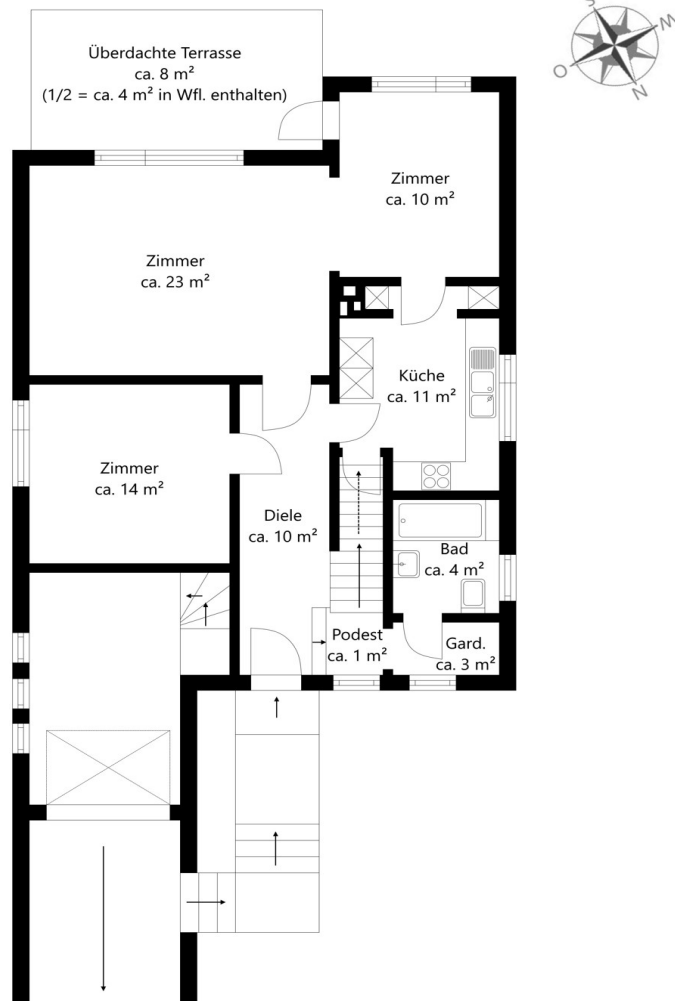 Überdachte Terrasse
ca. 8 m²
(1/2 = ca. 4 m² in Wfl. enthalten)
S
W
O
N
Zimmer
ca. 10 m²
Zimmer
ca. 23 m²
Küche
ca. 11 m²
Zimmer
ca. 14 m²
Diele
ca. 10 m²
Bad
ca. 4 m²
Podest
ca. 1 m²
Gard.
ca. 3 m²